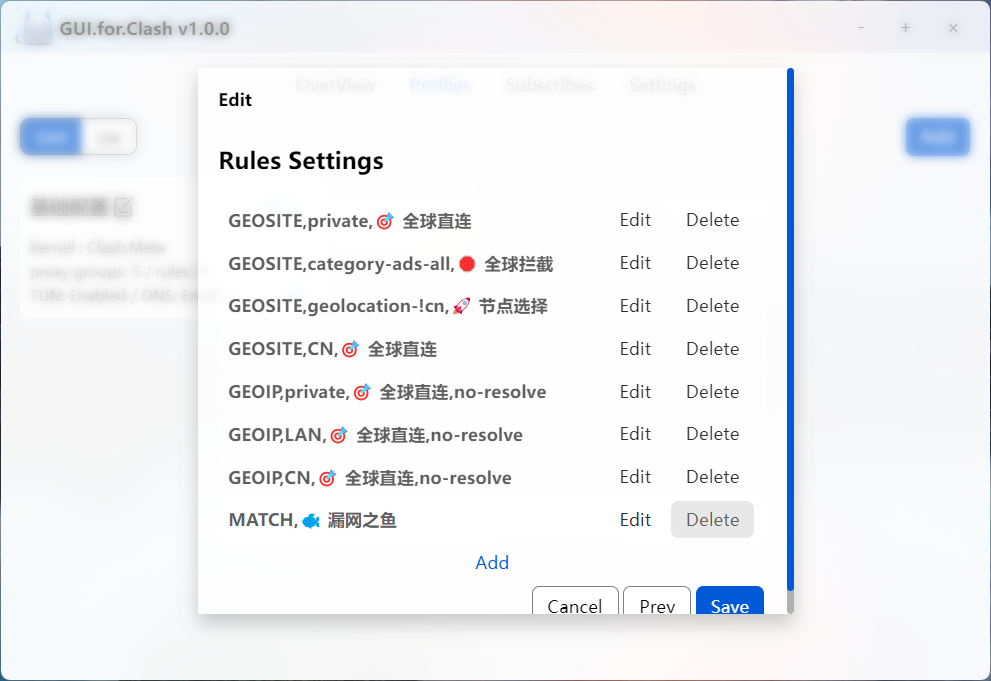 GUI.for.Clash v1.0.0
OverView Profiles Subscribes Settings
Edit
Rules Settings
基础配置
Kernel : Clash.Meta
proxy groups: 5 / rules:
TUN: Enabled / DNS:
GEOSITE,private,🎯 全球直连 Edit Delete
GEOSITE,category-ads-all,🛑 全球拦截 Edit Delete
GEOSITE,geolocation-!cn,🚀 节点选择 Edit Delete
GEOSITE,CN,🎯 全球直连 Edit Delete
GEOIP,private,🎯 全球直连,no-resolve Edit Delete
GEOIP,LAN,🎯 全球直连,no-resolve Edit Delete
GEOIP,CN,🎯 全球直连,no-resolve Edit Delete
MATCH,🐟 漏网之鱼 Edit Delete
Add
Cancel Prev Save